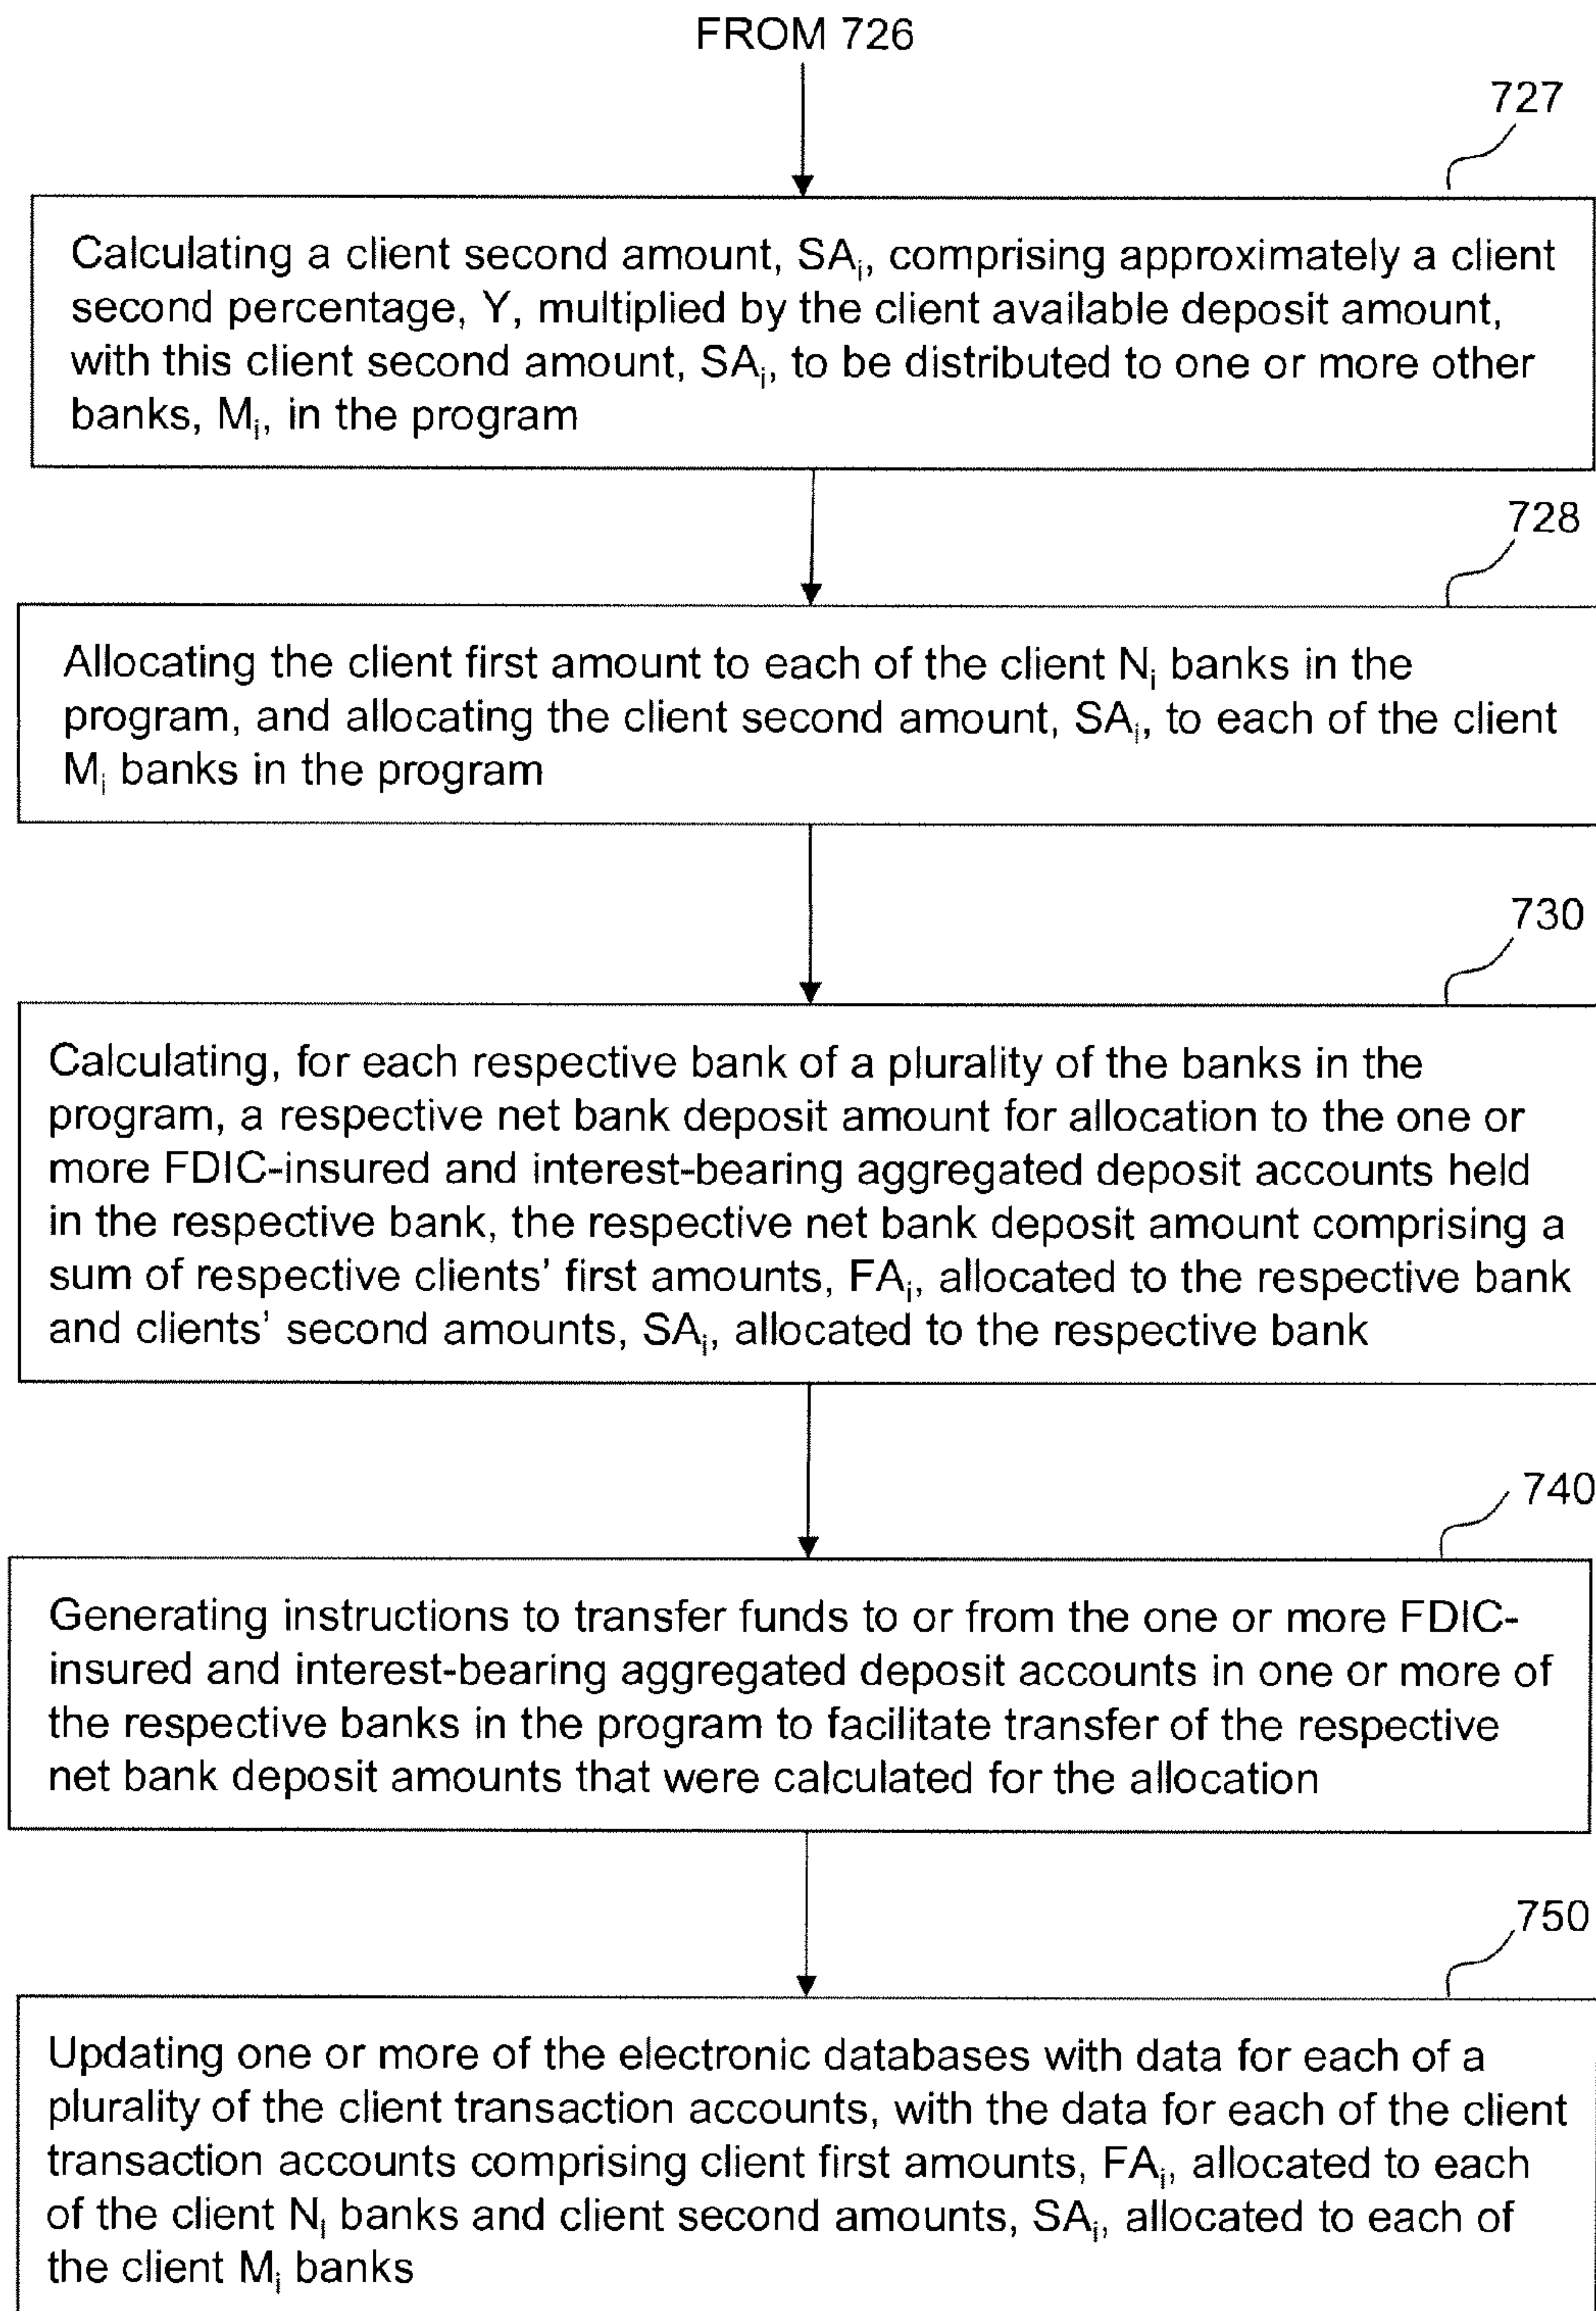 FROM 726
727
Calculating a client second amount, SAᵢ, comprising approximately a client
second percentage, Y, multiplied by the client available deposit amount,
with this client second amount, SAᵢ, to be distributed to one or more other
banks, Mᵢ, in the program
728
Allocating the client first amount to each of the client Nᵢ banks in the
program, and allocating the client second amount, SAᵢ, to each of the client
Mᵢ banks in the program
730
Calculating, for each respective bank of a plurality of the banks in the
program, a respective net bank deposit amount for allocation to the one or
more FDIC-insured and interest-bearing aggregated deposit accounts held
in the respective bank, the respective net bank deposit amount comprising a
sum of respective clients' first amounts, FAᵢ, allocated to the respective bank
and clients' second amounts, SAᵢ, allocated to the respective bank
740
Generating instructions to transfer funds to or from the one or more FDIC-
insured and interest-bearing aggregated deposit accounts in one or more of
the respective banks in the program to facilitate transfer of the respective
net bank deposit amounts that were calculated for the allocation
750
Updating one or more of the electronic databases with data for each of a
plurality of the client transaction accounts, with the data for each of the client
transaction accounts comprising client first amounts, FAᵢ, allocated to each
of the client Nᵢ banks and client second amounts, SAᵢ, allocated to each of
the client Mᵢ banks